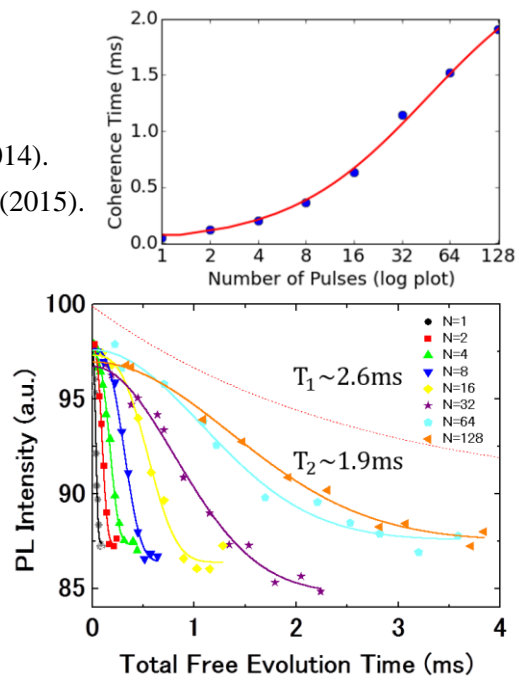 014).
(2015).
Coherence Time (ms)
2.0
1.5
1.0
0.5
0.0
1 2 4 8 16 32 64 128
Number of Pulses (log plot)
PL Intensity (a.u.)
100
95
90
85
0 1 2 3 4
Total Free Evolution Time (ms)
T₁~2.6ms
T₂~1.9ms
N=1
N=2
N=4
N=8
N=16
N=32
N=64
N=128